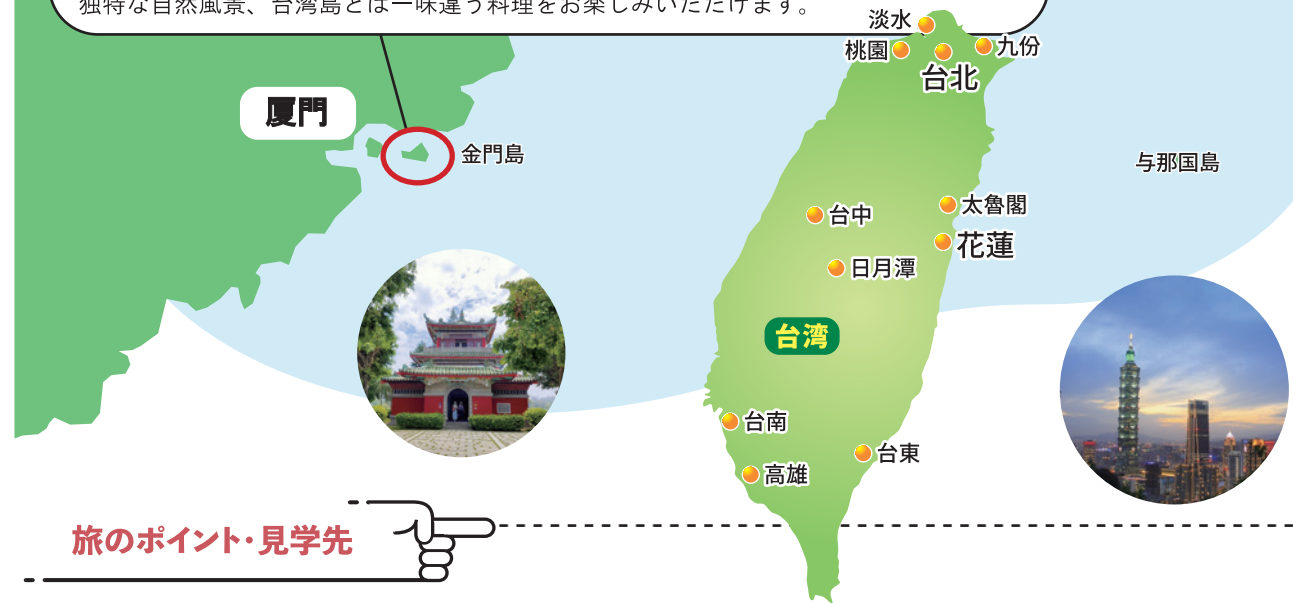 独特な自然風景、台湾島とは一味違う料理をお楽しみいただけます。
淡水
桃園
九份
台北
厦門
金門島
与那国島
太魯閣
台中
花蓮
日月潭
台湾
台南
台東
高雄
旅のポイント・見学先